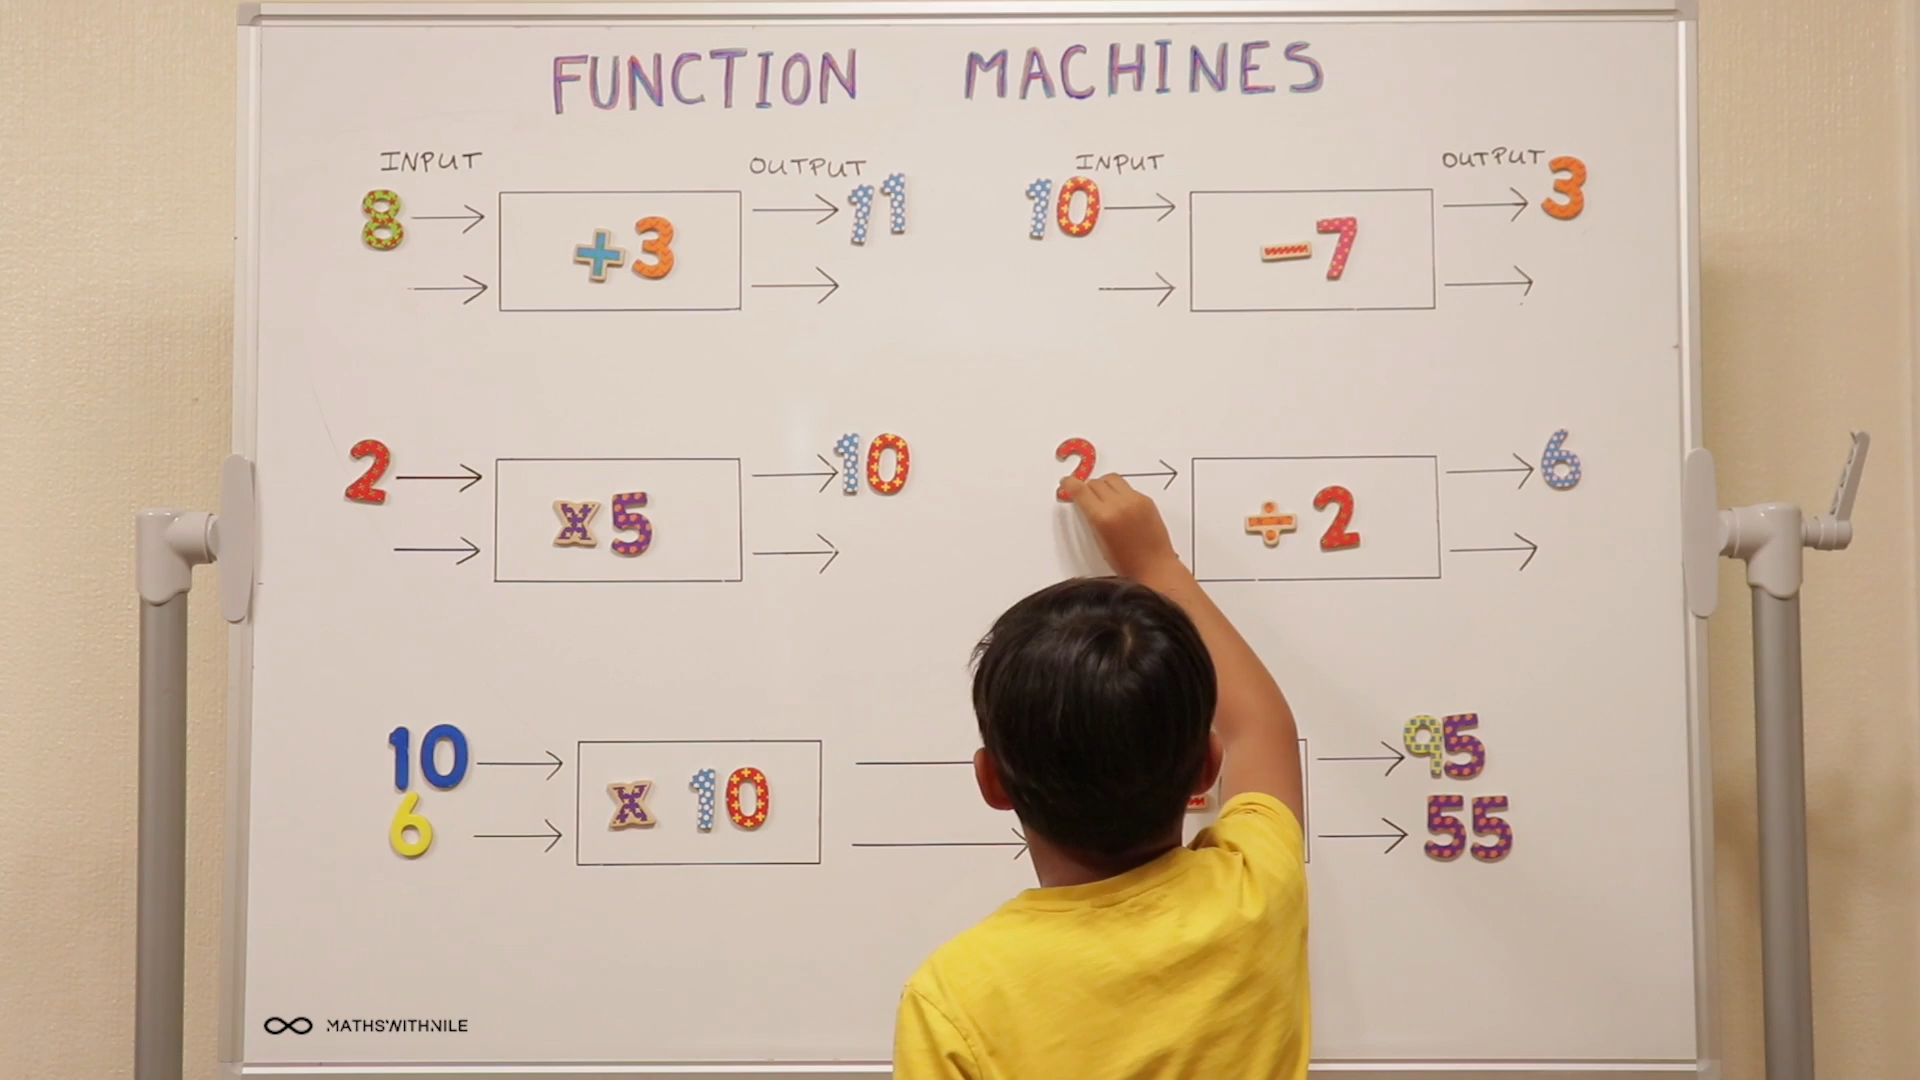 FUNCTION MACHINES
INPUT OUTPUT INPUT OUTPUT
8 +3 11 10 -7 3
2 x5 10 2 ÷2 6
10 x 10 95
6 55
MATHSWITHNILE